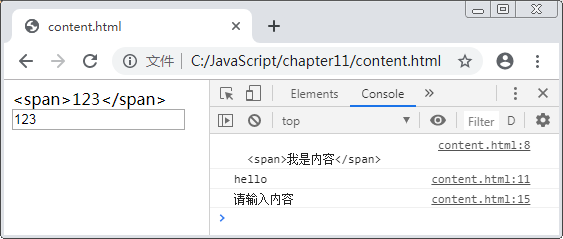 content.html
文件 C:/JavaScript/chapter11/content.html
<span>123</span>
123
Elements Console
top Filter D
content.html:8
<span>我是内容</span>
hello content.html:11
请输入内容 content.html:15